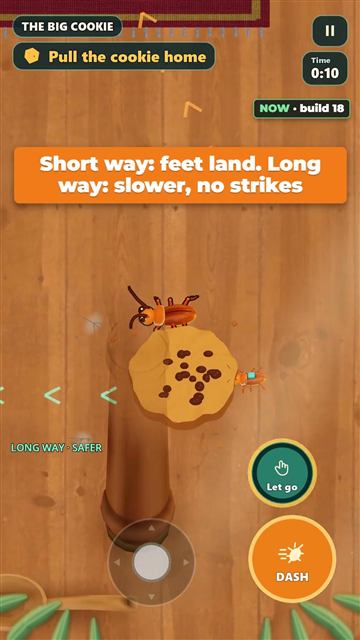 THE BIG COOKIE
Pull the cookie home
Time
0:10
NOW · build 18
Short way: feet land. Long
way: slower, no strikes
LONG WAY · SAFER
Let go
DASH